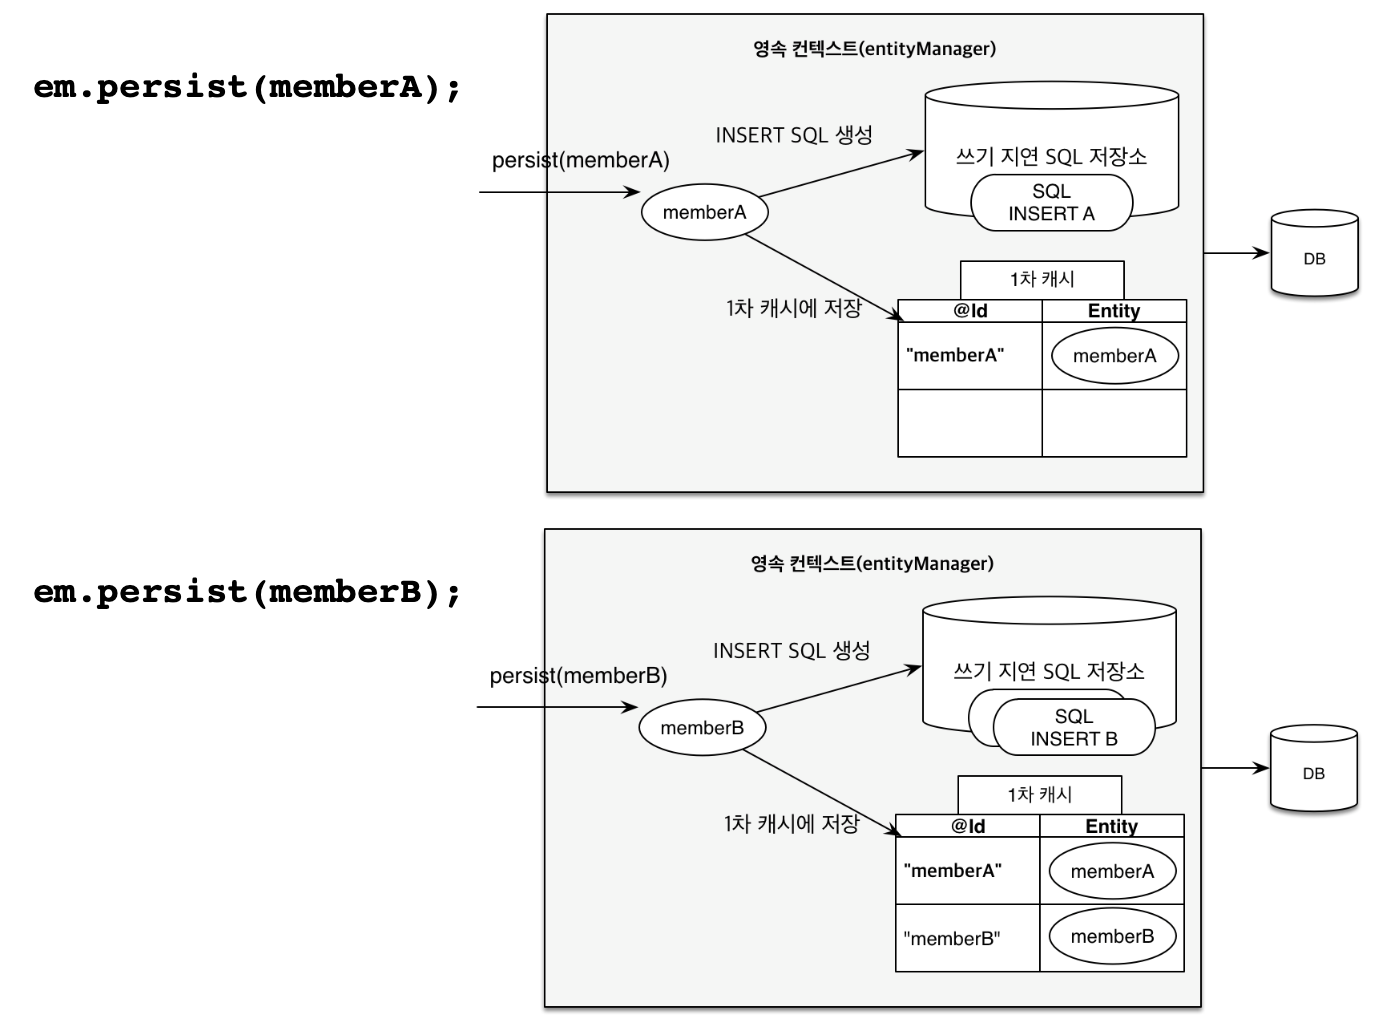 em.persist(memberA);
영속 컨텍스트(entityManager)
INSERT SQL 생성
persist(memberA)
memberA
쓰기 지연 SQL 저장소
SQL
INSERT A
DB
1차 캐시
1차 캐시에 저장
@Id Entity
"memberA" memberA
em.persist(memberB);
영속 컨텍스트(entityManager)
INSERT SQL 생성
persist(memberB)
memberB
쓰기 지연 SQL 저장소
SQL
INSERT B
DB
1차 캐시
1차 캐시에 저장
@Id Entity
"memberA" memberA
"memberB" memberB